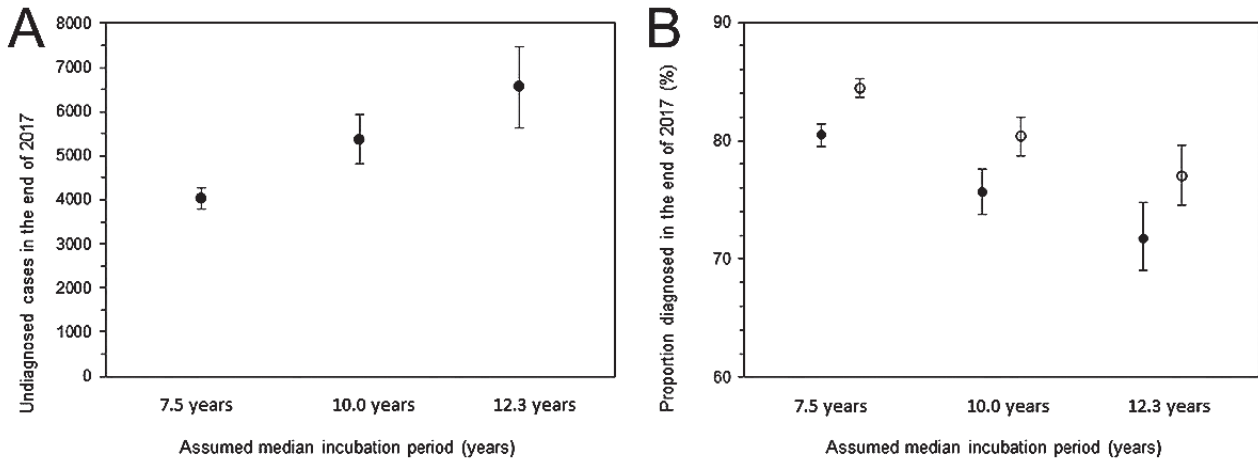 A
Undiagnosed cases in the end of 2017
8000
7000
6000
5000
4000
3000
2000
1000
0
7.5 years
10.0 years
12.3 years
Assumed median incubation period (years)
B
Proportion diagnosed in the end of 2017 (%)
90
80
70
60
7.5 years
10.0 years
12.3 years
Assumed median incubation period (years)